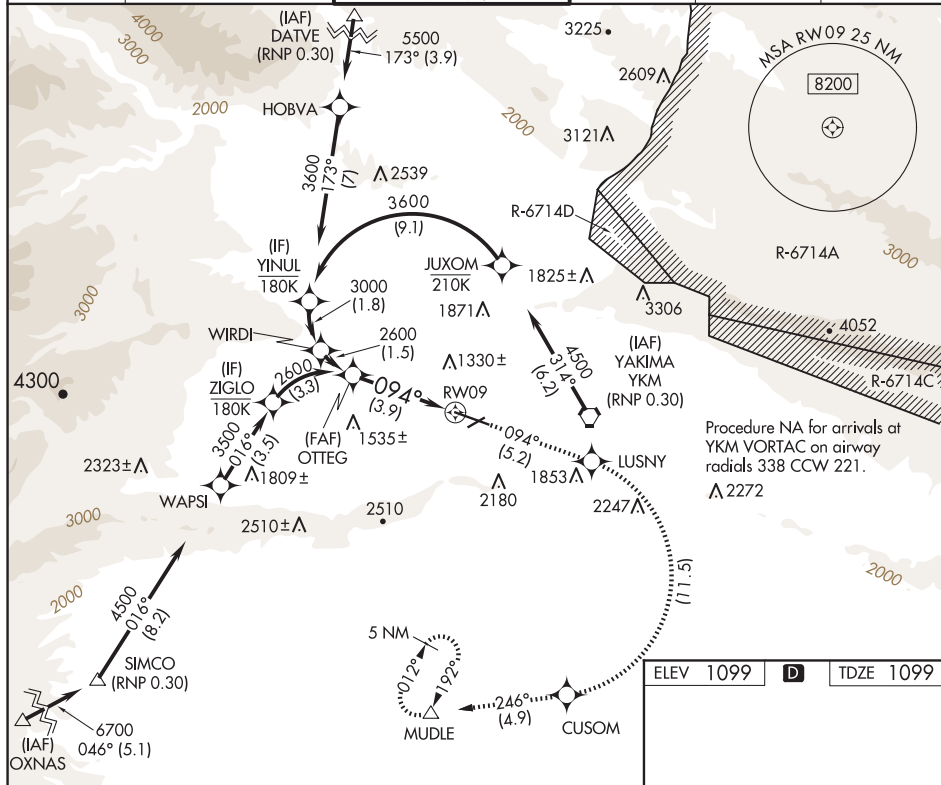 (IAF)
DATVE
(RNP 0.30)
5500
173° (3.9)
4000
3000
2000
HOBVA
3600
173°
(7)
2539
3225
2609
3121
2000
MSA RW09 25 NM
8200
3600
(9.1)
R-6714D
R-6714A
3000
(IF)
YINUL
180K
JUXOM
210K
1825±
3306
4052
R-6714C
3000
3000
(1.8)
1871
WIRDI
2600
(1.5)
1330±
4500
314°
(6.2)
(IAF)
YAKIMA
YKM
(RNP 0.30)
(IF)
ZIGLO
180K
2600
(3.3)
4300
094°
(3.9)
RW09
Procedure NA for arrivals at
YKM VORTAC on airway
radials 338 CCW 221.
2272
3500
016°
(3.5)
(FAF)
OTTEG
1535±
094°
(5.2)
LUSNY
2323±
1809±
WAPSI
2180
1853
2247
3000
2510±
2510
2000
(11.5)
2000
4500
016°
(8.2)
SIMCO
(RNP 0.30)
5 NM
012°
192°
MUDLE
246°
(4.9)
CUSOM
6700
046° (5.1)
(IAF)
OXNAS
ELEV 1099 D TDZE 1099